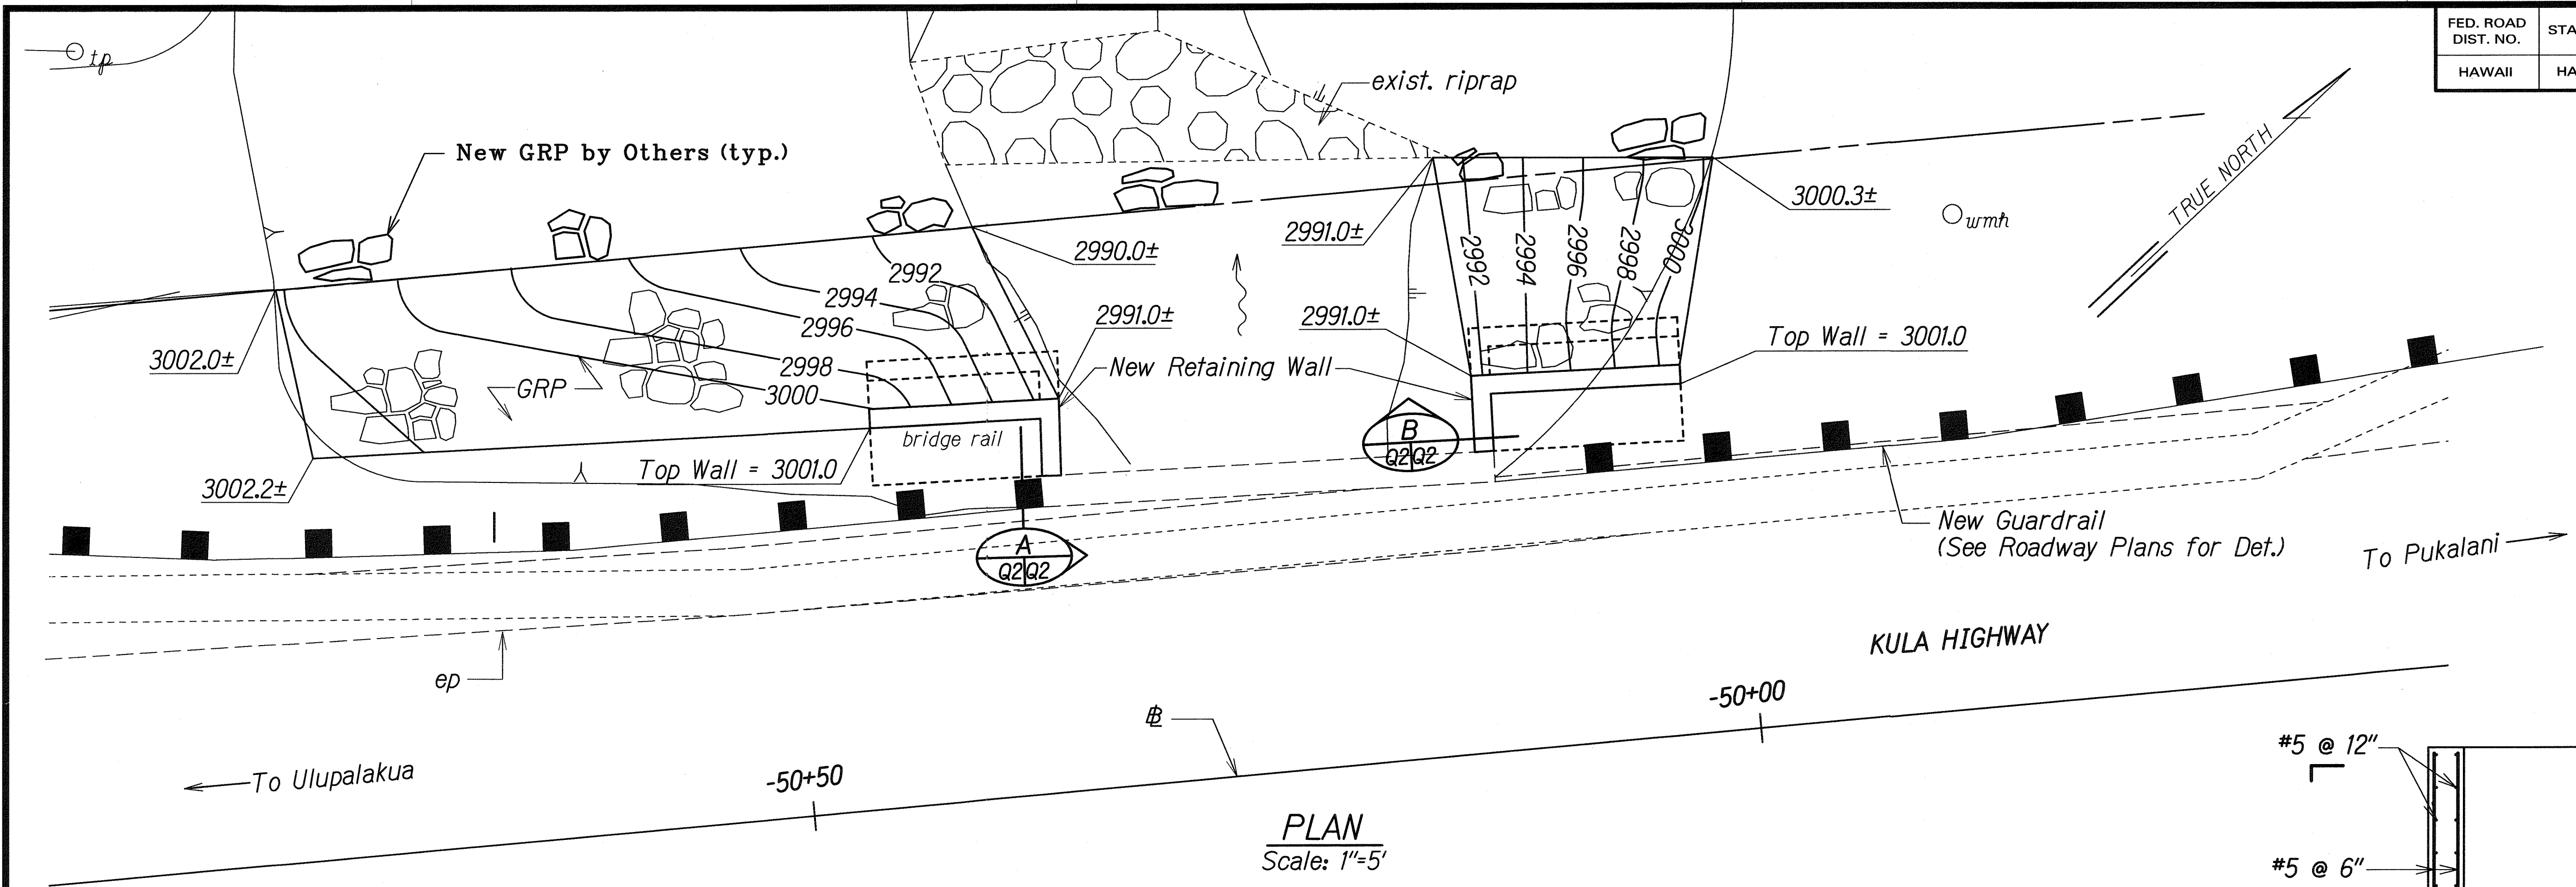 FED. ROAD
DIST. NO.
HAWAII
tp
exist. riprap
New GRP by Others (typ.)
TRUE NORTH
3000.3±
wmh
2991.0±
2990.0±
2992
2994
2996
2998
3000
2992
2994
2996
2998
3000
2991.0±
2991.0±
3002.0±
Top Wall = 3001.0
New Retaining Wall
GRP
bridge rail
B
Q2 Q2
Top Wall = 3001.0
3002.2±
A
Q2 Q2
New Guardrail
(See Roadway Plans for Det.)
To Pukalani
KULA HIGHWAY
ep
-50+00
BL
To Ulupalakua
-50+50
#5 @ 12"
PLAN
Scale: 1"=5'
#5 @ 6"